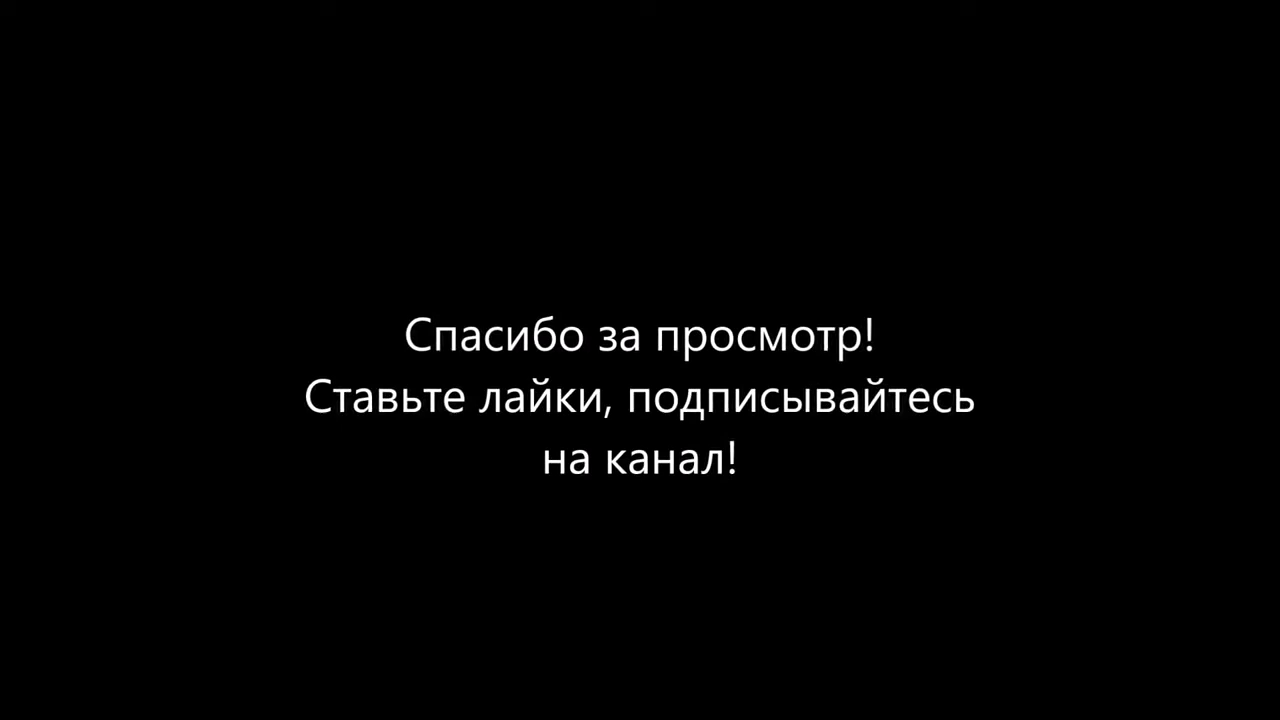 Спасибо за просмотр!
Ставьте лайки, подписывайтесь
на канал!